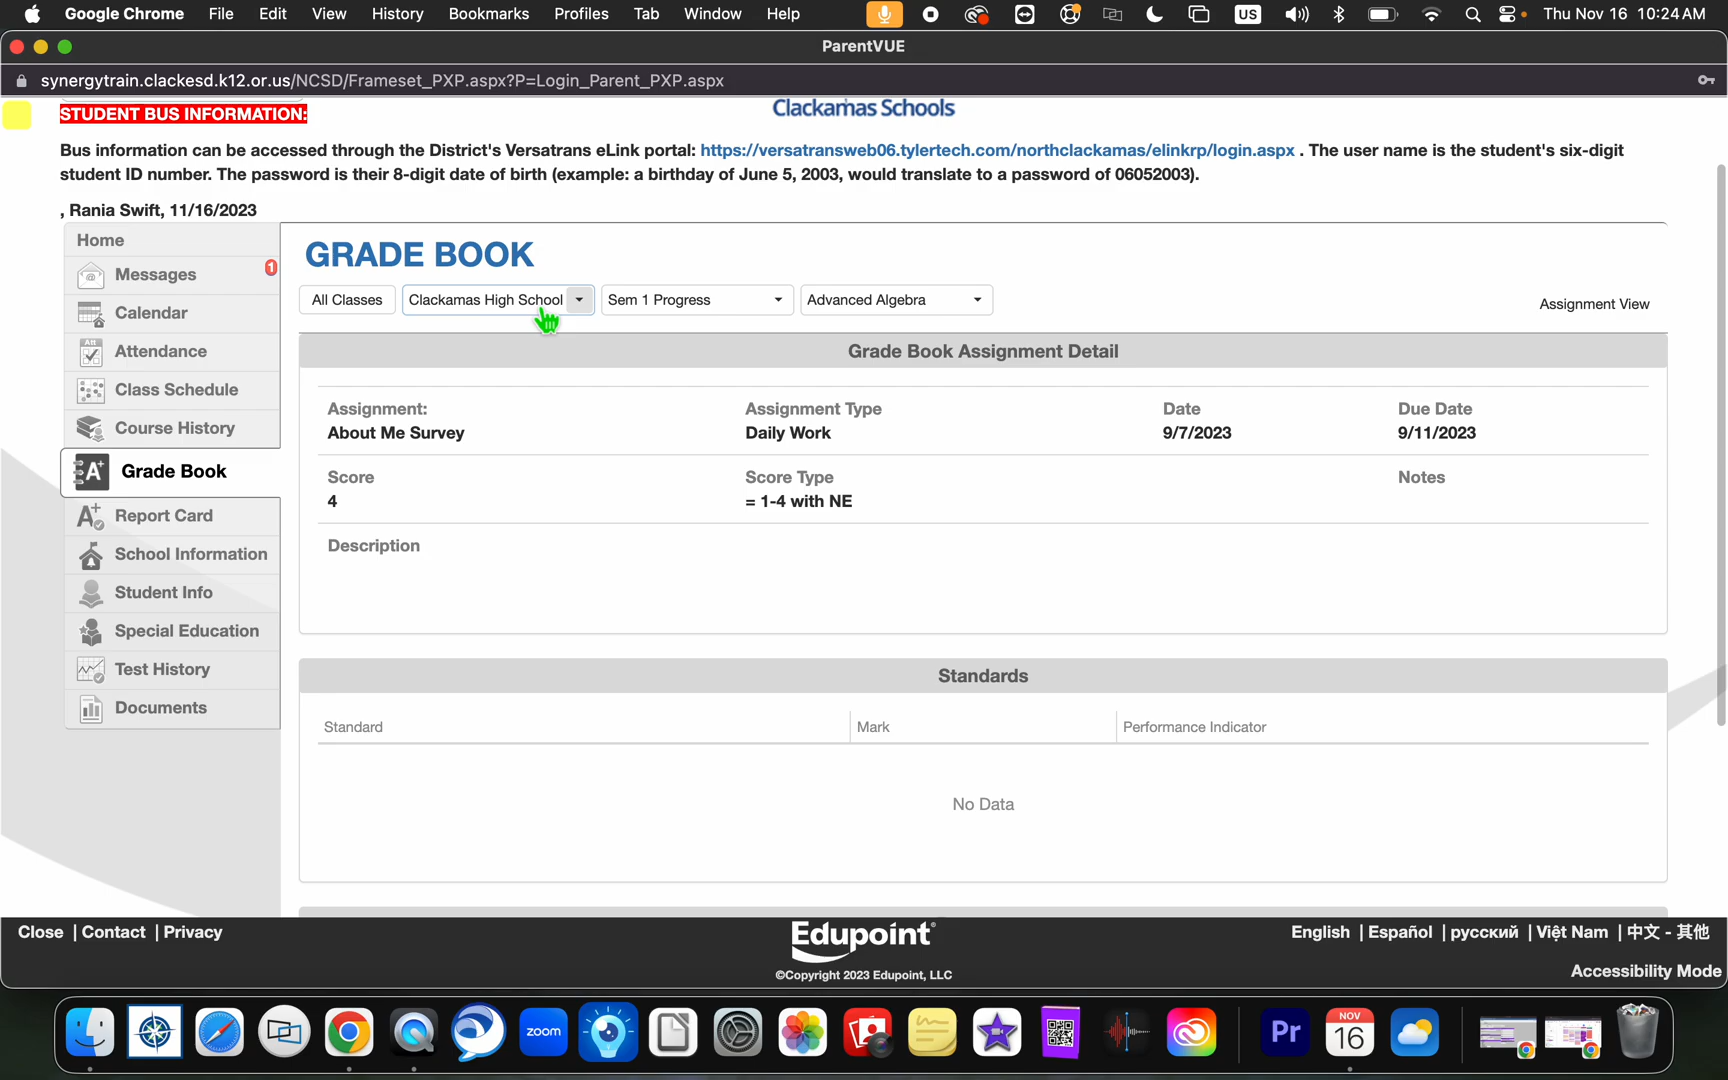 Google Chrome File Edit View History Bookmarks Profiles Tab Window Help US Thu Nov 16 10:24 AM
ParentVUE
synergytrain.clackesd.k12.or.us/NCSD/Frameset_PXP.aspx?P=Login_Parent_PXP.aspx
Clackamas Schools
STUDENT BUS INFORMATION:
Bus information can be accessed through the District's Versatrans eLink portal: https://versatransweb06.tylertech.com/northclackamas/elinkrp/login.aspx . The user name is the student's six-digit
student ID number. The password is their 8-digit date of birth (example: a birthday of June 5, 2003, would translate to a password of 06052003).
, Rania Swift, 11/16/2023
Home
Messages 1
Calendar
Attendance
Class Schedule
Course History
Grade Book
Report Card
School Information
Student Info
Special Education
Test History
Documents
GRADE BOOK
All Classes Clackamas High School Sem 1 Progress Advanced Algebra Assignment View
Grade Book Assignment Detail
Assignment: Assignment Type Date Due Date
About Me Survey Daily Work 9/7/2023 9/11/2023
Score Score Type Notes
4 = 1-4 with NE
Description
Standards
Standard Mark Performance Indicator
No Data
Close | Contact | Privacy
Edupoint
©Copyright 2023 Edupoint, LLC
English | Español | русский | Việt Nam | 中文 - 其他
Accessibility Mode
zoom Pr NOV 16